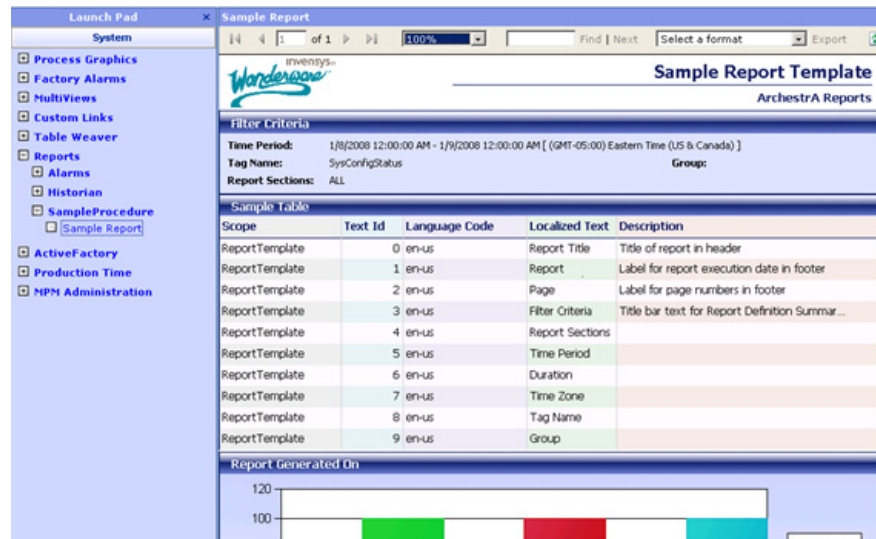 Launch Pad ×
System
Process Graphics
Factory Alarms
MultiViews
Custom Links
Table Weaver
Reports
Alarms
Historian
SampleProcedure
Sample Report
ActiveFactory
Production Time
MPM Administration
Sample Report
1 of 1 100% Find | Next Select a format Export
invensys
Wonderware
Sample Report Template
ArchestrA Reports
Filter Criteria
Time Period: 1/8/2008 12:00:00 AM - 1/9/2008 12:00:00 AM [ (GMT-05:00) Eastern Time (US & Canada) ]
Tag Name: SysConfigStatus Group:
Report Sections: ALL
Sample Table
Scope Text Id Language Code Localized Text Description
ReportTemplate 0 en-us Report Title Title of report in header
ReportTemplate 1 en-us Report Label for report execution date in footer
ReportTemplate 2 en-us Page Label for page numbers in footer
ReportTemplate 3 en-us Filter Criteria Title bar text for Report Definition Summar...
ReportTemplate 4 en-us Report Sections
ReportTemplate 5 en-us Time Period
ReportTemplate 6 en-us Duration
ReportTemplate 7 en-us Time Zone
ReportTemplate 8 en-us Tag Name
ReportTemplate 9 en-us Group
Report Generated On
120
100